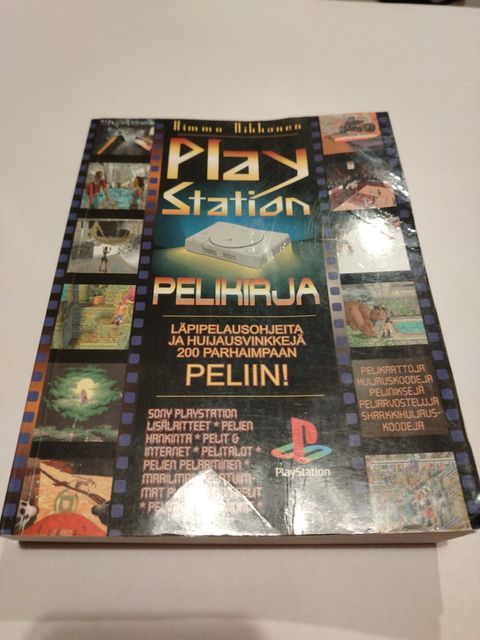 Nimmo Nikkanen
Play
Station
PELIKIRJA
LÄPIPELAUSOHJEITA
JA HUIJAUSVINKKEJÄ
200 PARHAIMPAAN
PELIIN!
SONY PLAYSTATION
LISÄLAITTEET * PELIEN
HANKINTA * PELIT &
INTERNET * PELITALOT *
PELIEN PELAAMINEN *
PlayStation
PELIKARTTOJA
HUIJAUSKOODEJA
PELINIKSEJÄ
PELIARVOSTELUJA
SHARKKIHUIJAUS-
KOODEJA